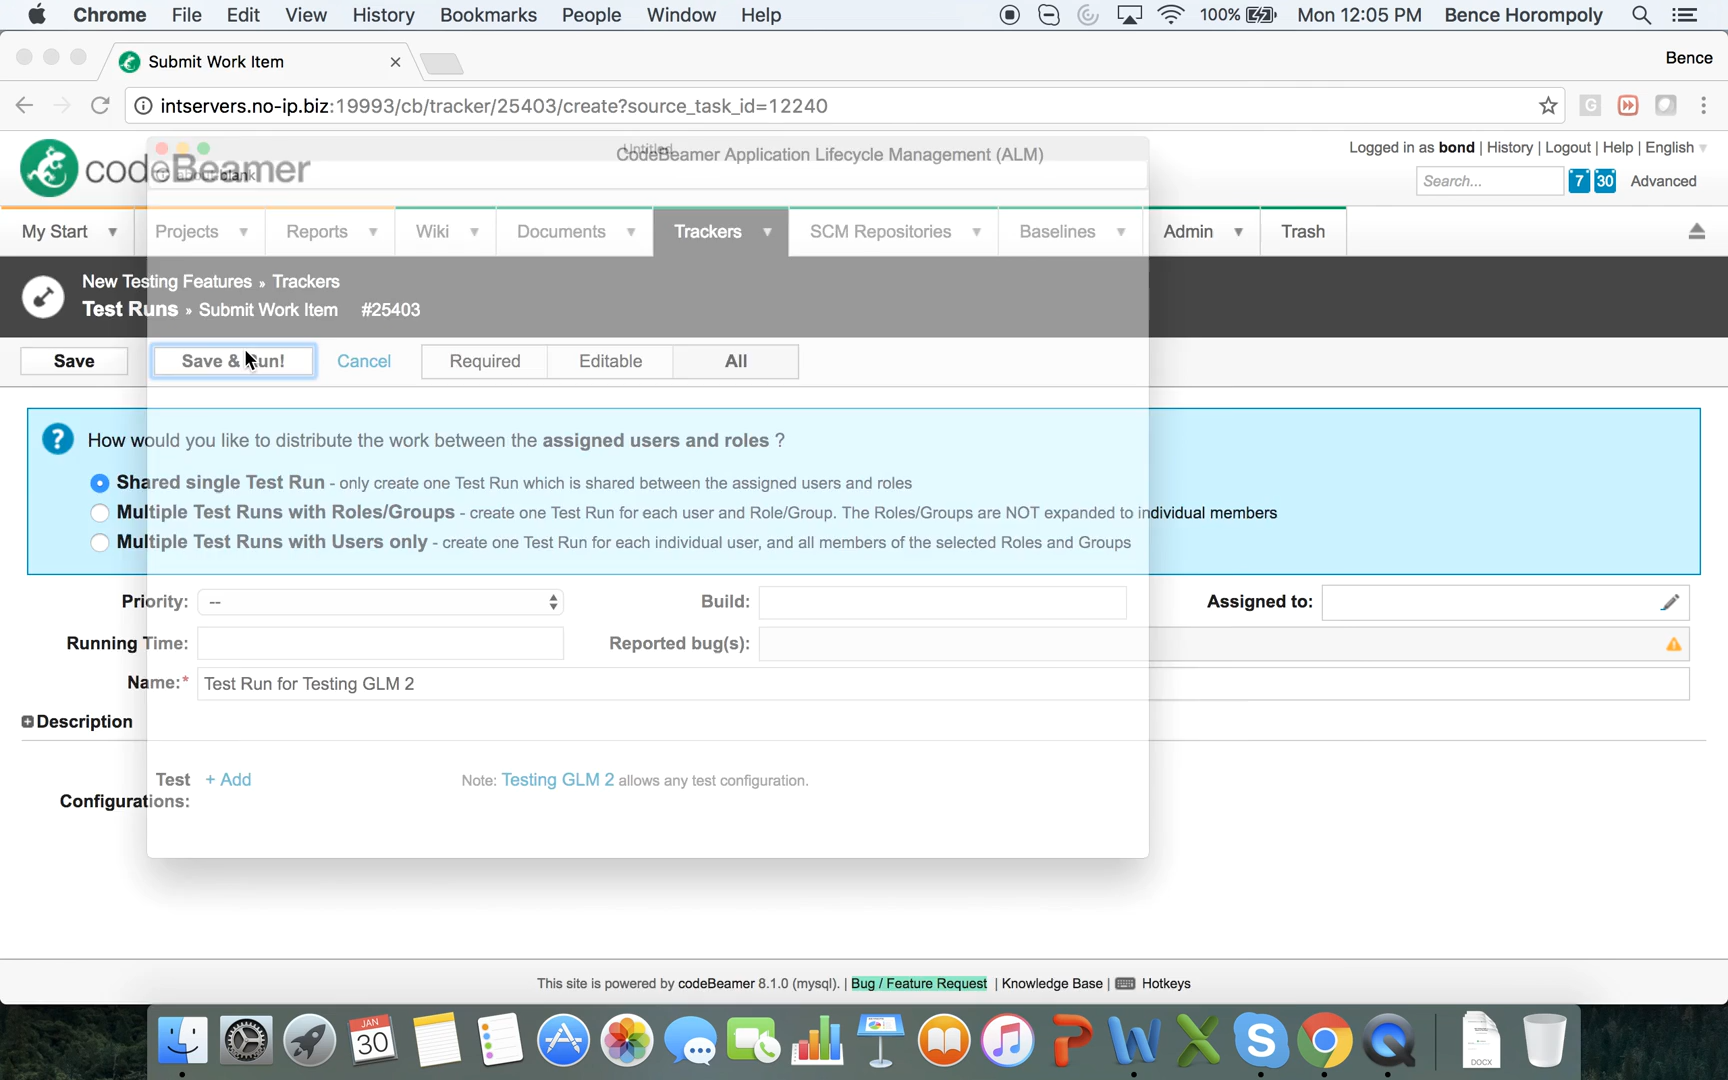 Chrome File Edit View History Bookmarks People Window Help 100% Mon 12:05 PM Bence Horompoly
Submit Work Item Bence
intservers.no-ip.biz:19993/cb/tracker/25403/create?source_task_id=12240
codeBeamer Untitled CodeBeamer Application Lifecycle Management (ALM) Logged in as bond | History | Logout | Help | English
about:blank Search... 7 30 Advanced
My Start Projects Reports Wiki Documents Trackers SCM Repositories Baselines Admin Trash
New Testing Features » Trackers
Test Runs » Submit Work Item #25403
Save Save & Run! Cancel Required Editable All
? How would you like to distribute the work between the assigned users and roles ?
Shared single Test Run - only create one Test Run which is shared between the assigned users and roles
Multiple Test Runs with Roles/Groups - create one Test Run for each user and Role/Group. The Roles/Groups are NOT expanded to individual members
Multiple Test Runs with Users only - create one Test Run for each individual user, and all members of the selected Roles and Groups
Priority: -- Build: Assigned to:
Running Time: Reported bug(s):
Name:* Test Run for Testing GLM 2
Description
Test + Add Note: Testing GLM 2 allows any test configuration.
Configurations:
This site is powered by codeBeamer 8.1.0 (mysql). | Bug / Feature Request | Knowledge Base | Hotkeys
JAN
30
DOCX